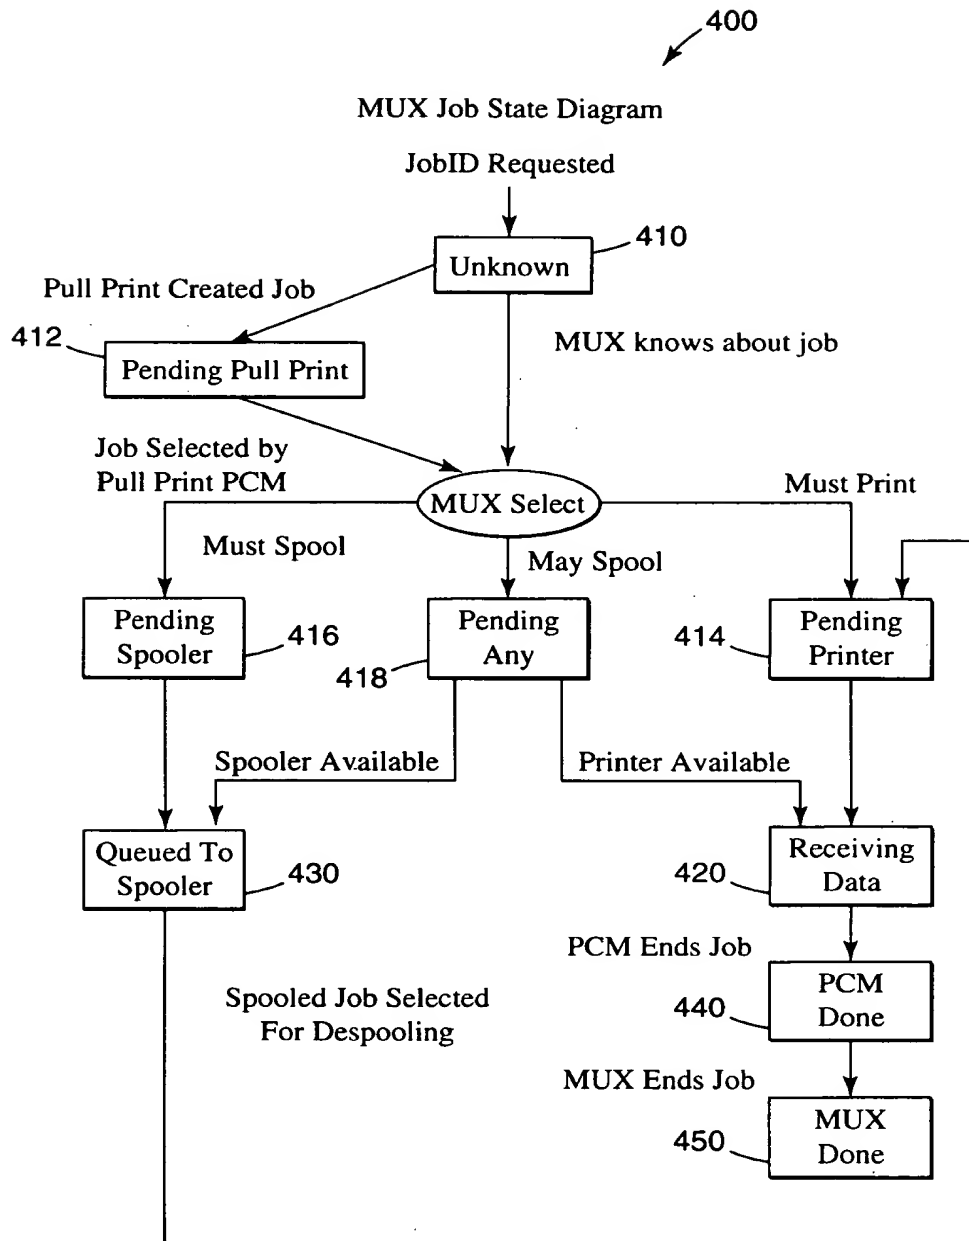 400
MUX Job State Diagram
JobID Requested
410
Unknown
Pull Print Created Job
412
MUX knows about job
Pending Pull Print
Job Selected by
Pull Print PCM
MUX Select
Must Print
Must Spool
May Spool
Pending
Spooler
416
Pending
Any
418
414
Pending
Printer
Spooler Available
Printer Available
Queued To
Spooler
430
420
Receiving
Data
PCM Ends Job
Spooled Job Selected
For Despooling
440
PCM
Done
MUX Ends Job
450
MUX
Done